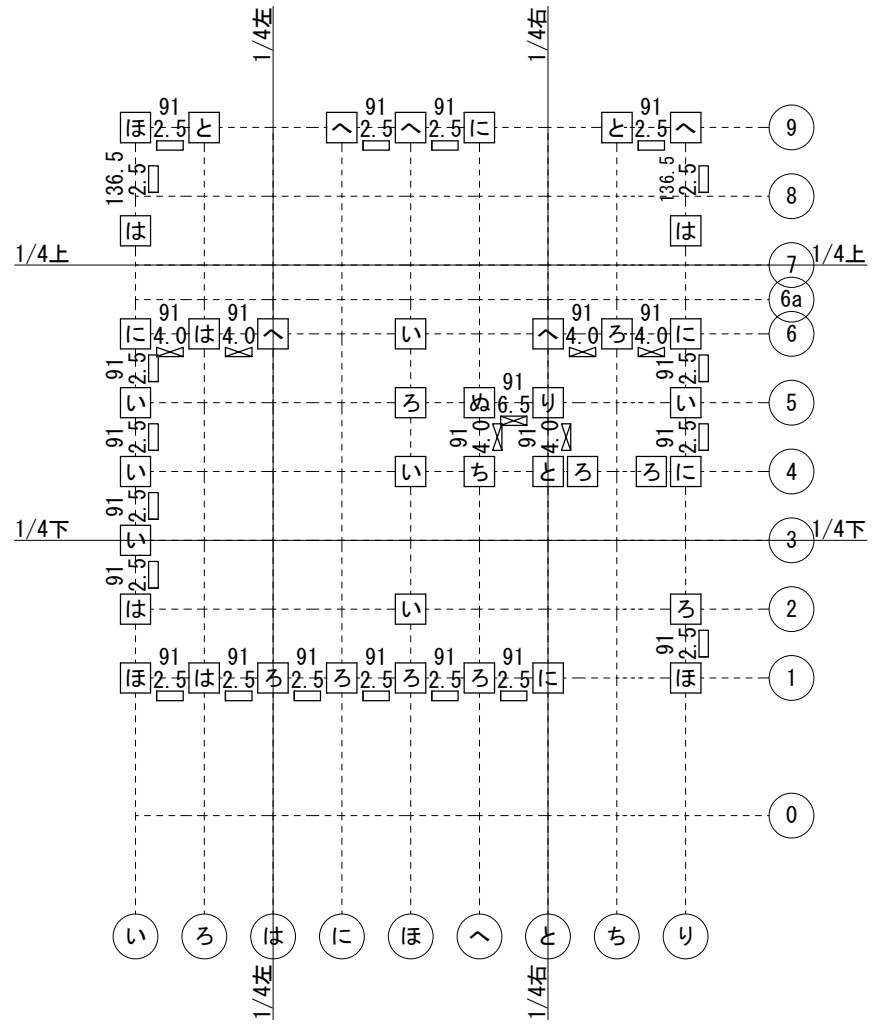 1/4左 1/4右
91 91 91 91
ほ 2.5 と へ 2.5 へ 2.5 に と 2.5 へ 9
136.5 2.5 136.5 2.5 8
は は
1/4上 7 1/4上
6a
91 91 91 91
に 4.0 は 4.0 へ い へ 4.0 ろ 4.0 に 6
91 2.5 91 91 2.5
い ろ ぬ 6.5 り い 5
91 2.5 91 4.0 91 4.0 91 2.5
い い ち と ろ ろ に 4
91 2.5
1/4下 い 3 1/4下
91 2.5
は い ろ 2
91 91 91 91 91 91 91 2.5
ほ 2.5 は 2.5 ろ 2.5 ろ 2.5 ろ 2.5 ろ 2.5 に ほ 1
0
い ろ は に ほ へ と ち り
1/4左 1/4右